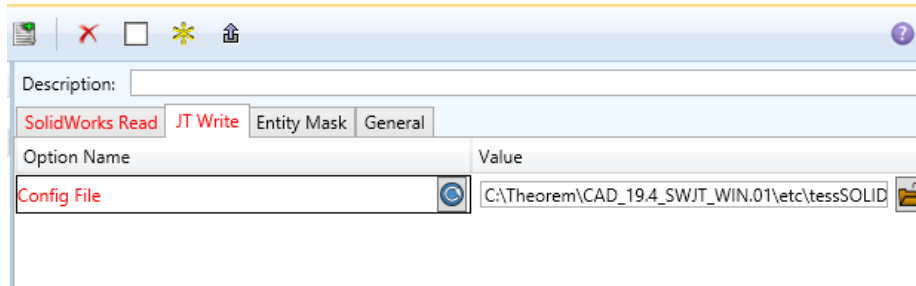 Description:
SolidWorks Read JT Write Entity Mask General
Option Name Value
Config File C:\Theorem\CAD_19.4_SWJT_WIN.01\etc\tessSOLID